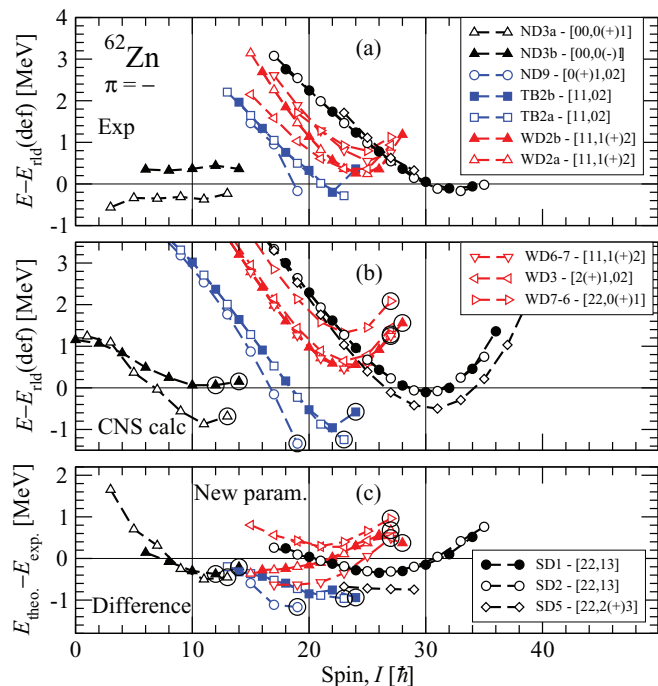 ⁶²Zn
π = −
Exp
(a)
4
3
2
1
0
-1
E−E_rld(def) [MeV]
ND3a - [00,0(+)1]
ND3b - [00,0(-)1]
ND9 - [0(+)1,02]
TB2b - [11,02]
TB2a - [11,02]
WD2b - [11,1(+)2]
WD2a - [11,1(+)2]
(b)
3
2
1
0
-1
E−E_rld(def) [MeV]
CNS calc
WD6-7 - [11,1(+)2]
WD3 - [2(+)1,02]
WD7-6 - [22,0(+)1]
New param.
(c)
2
1
0
-1
E_theo.−E_exp. [MeV]
Difference
SD1 - [22,13]
SD2 - [22,13]
SD5 - [22,2(+)3]
0 10 20 30 40
Spin, I [ħ]